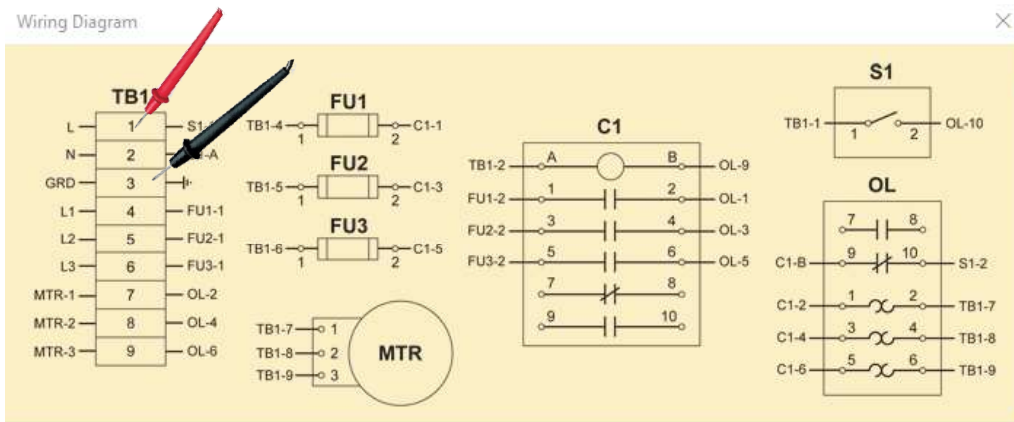 Wiring Diagram
TB1
L 1
N 2
GRD 3
L1 4 FU1-1
L2 5 FU2-1
L3 6 FU3-1
MTR-1 7 OL-2
MTR-2 8 OL-4
MTR-3 9 OL-6
FU1
TB1-4 C1-1
1 2
FU2
TB1-5 C1-3
1 2
FU3
TB1-6 C1-5
1 2
TB1-7 1
TB1-8 2 MTR
TB1-9 3
C1
TB1-2 A B OL-9
FU1-2 1 2 OL-1
FU2-2 3 4 OL-3
FU3-2 5 6 OL-5
7 8
9 10
S1
TB1-1 1 2 OL-10
OL
7 8
C1-B 9 10 S1-2
C1-2 1 2 TB1-7
C1-4 3 4 TB1-8
C1-6 5 6 TB1-9